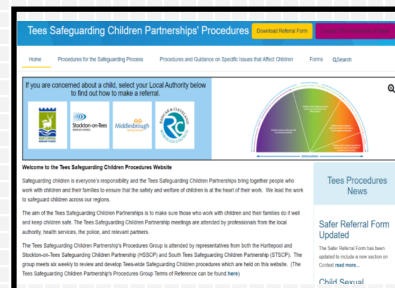 Tees Safeguarding Children Partnerships' Procedures
Download Referral Form
Home Procedures for the Safeguarding Process Procedures and Guidance on Specific Issues that Affect Children Forms Search
If you are concerned about a child, select your Local Authority below
to find out how to make a referral.
Stockton-on-Tees
Middlesbrough
Welcome to the Tees Safeguarding Children Procedures Website
Safeguarding children is everyone's responsibility and the Tees Safeguarding Children Partnerships bring together people who
work with children and their families to ensure that the safety and welfare of children is at the heart of their work. We lead the work
to safeguard children across our regions.
The aim of the Tees Safeguarding Children Partnerships is to make sure those who work with children and their families do it well
and keep children safe. The Tees Safeguarding Children Partnership meetings are attended by professionals from the local
authority, health services, the police, and relevant partners.
The Tees Safeguarding Children Partnership's Procedures Group is attended by representatives from both the Hartlepool and
Stockton-on-Tees Safeguarding Children Partnership (HSSCP) and South Tees Safeguarding Children Partnership (STSCP). The
group meets six weekly to review and develop Tees-wide Safeguarding Children procedures which are held on this website. (The
Tees Safeguarding Children Partnership's Procedures Group Terms of Reference can be found here)
Tees Procedures
News
Safer Referral Form
Updated
The Safer Referral Form has been
updated to include a new section on
Context read more...
Child Sexual